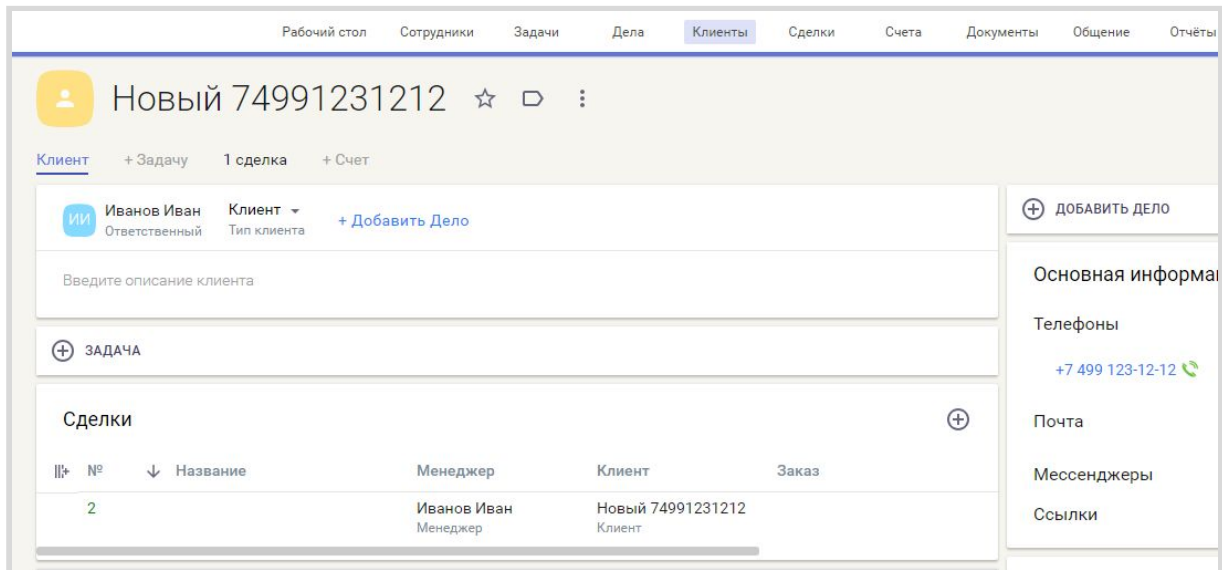 Рабочий стол Сотрудники Задачи Дела Клиенты Сделки Счета Документы Общение Отчёты
Новый 74991231212
Клиент + Задачу 1 сделка + Счет
ИИ Иванов Иван Клиент + Добавить Дело
Ответственный Тип клиента
Введите описание клиента
ЗАДАЧА
Сделки
№ Название Менеджер Клиент Заказ
2 Иванов Иван Новый 74991231212
Менеджер Клиент
ДОБАВИТЬ ДЕЛО
Основная информа
Телефоны
+7 499 123-12-12
Почта
Мессенджеры
Ссылки